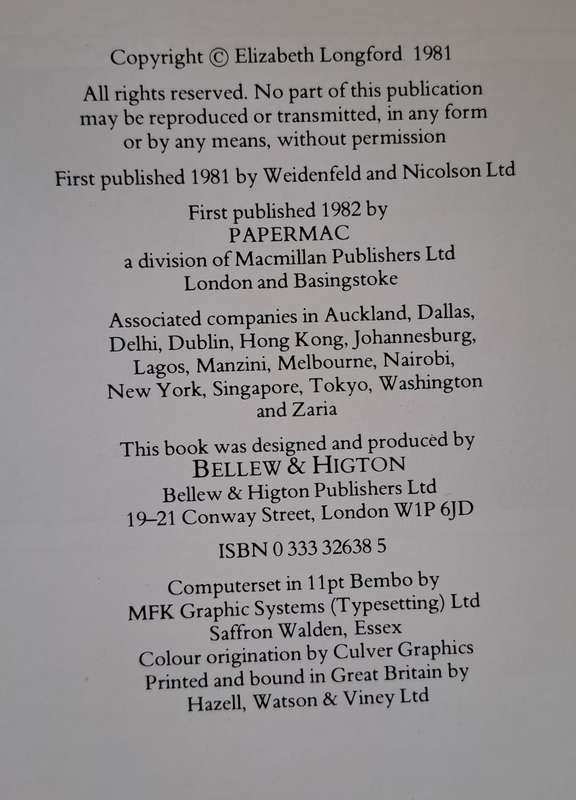 Copyright © Elizabeth Longford 1981
All rights reserved. No part of this publication
may be reproduced or transmitted, in any form
or by any means, without permission
First published 1981 by Weidenfeld and Nicolson Ltd
First published 1982 by
PAPERMAC
a division of Macmillan Publishers Ltd
London and Basingstoke
Associated companies in Auckland, Dallas,
Delhi, Dublin, Hong Kong, Johannesburg,
Lagos, Manzini, Melbourne, Nairobi,
New York, Singapore, Tokyo, Washington
and Zaria
This book was designed and produced by
BELLEW & HIGTON
Bellew & Higton Publishers Ltd
19–21 Conway Street, London W1P 6JD
ISBN 0 333 32638 5
Computerset in 11pt Bembo by
MFK Graphic Systems (Typesetting) Ltd
Saffron Walden, Essex
Colour origination by Culver Graphics
Printed and bound in Great Britain by
Hazell, Watson & Viney Ltd